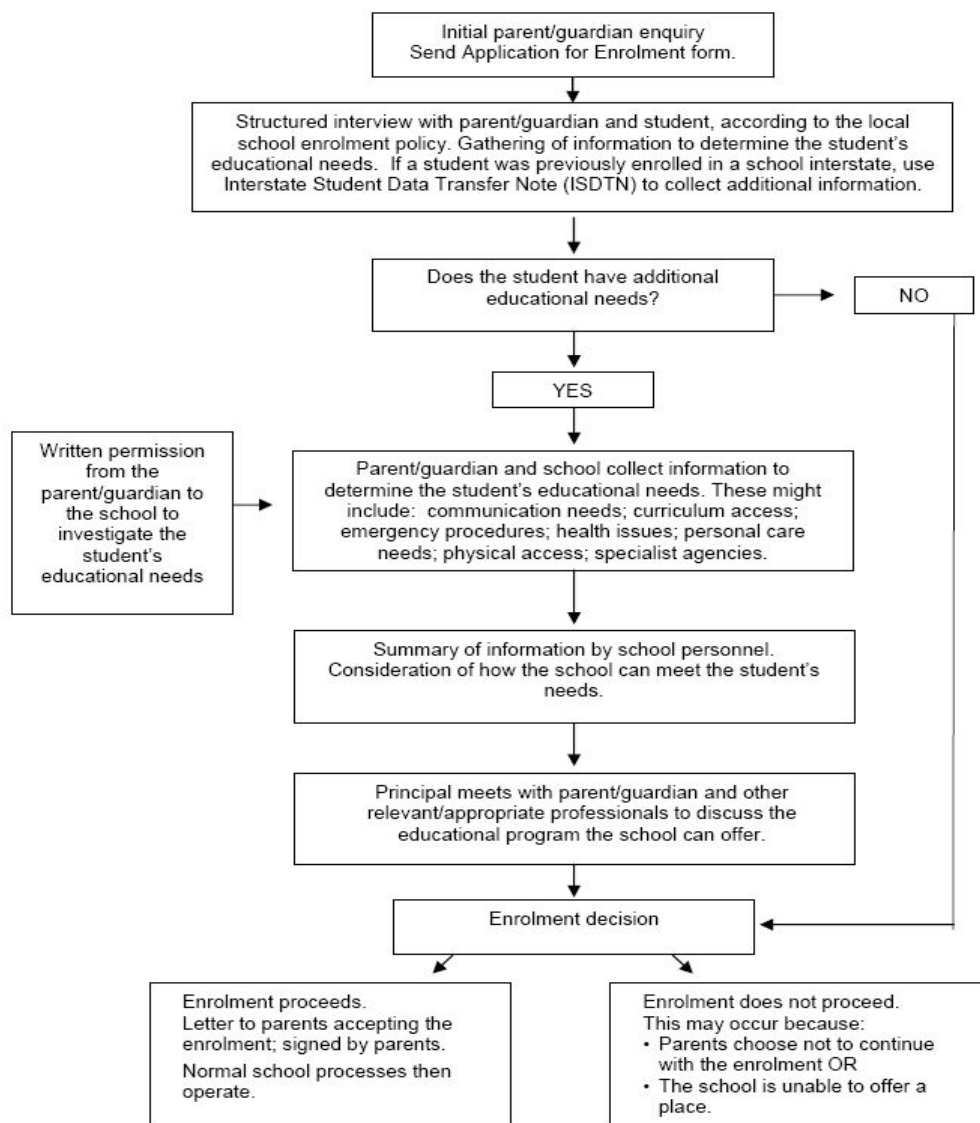 Initial parent/guardian enquiry
Send Application for Enrolment form.
Structured interview with parent/guardian and student, according to the local
school enrolment policy. Gathering of information to determine the student's
educational needs.  If a student was previously enrolled in a school interstate, use
Interstate Student Data Transfer Note (ISDTN) to collect additional information.
Does the student have additional
educational needs?
NO
YES
Written permission
from the
parent/guardian to
the school to
investigate the
student's
educational needs
Parent/guardian and school collect information to
determine the student's educational needs. These might
include:  communication needs; curriculum access;
emergency procedures; health issues; personal care
needs; physical access; specialist agencies.
Summary of information by school personnel.
Consideration of how the school can meet the student's
needs.
Principal meets with parent/guardian and other
relevant/appropriate professionals to discuss the
educational program the school can offer.
Enrolment decision
Enrolment proceeds.
Letter to parents accepting the
enrolment; signed by parents.
Normal school processes then
operate.
Enrolment does not proceed.
This may occur because:
• Parents choose not to continue
with the enrolment OR
• The school is unable to offer a
place.